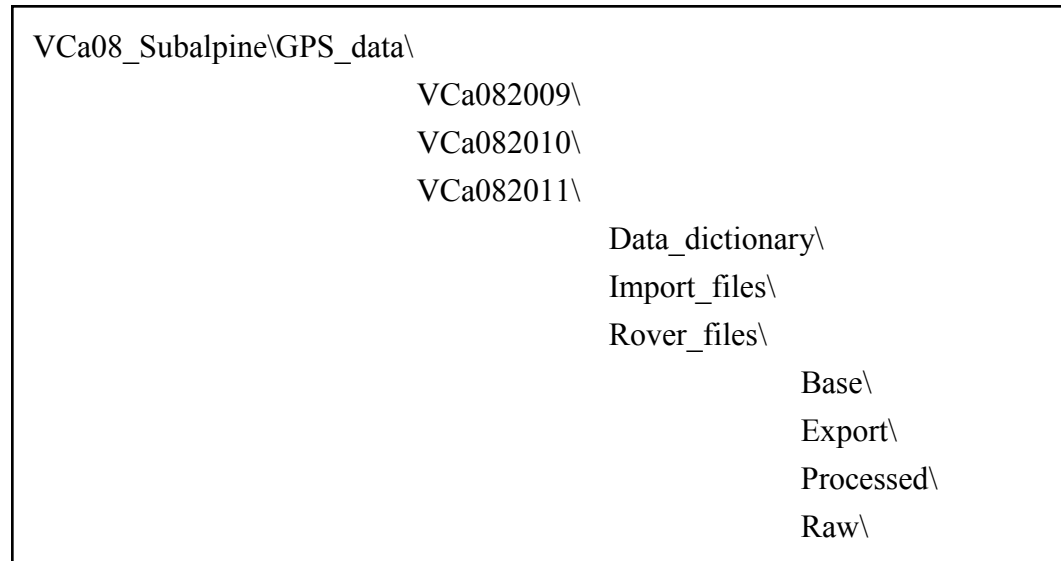 VCa08_Subalpine\GPS_data\
VCa082009\
VCa082010\
VCa082011\
Data_dictionary\
Import_files\
Rover_files\
Base\
Export\
Processed\
Raw\